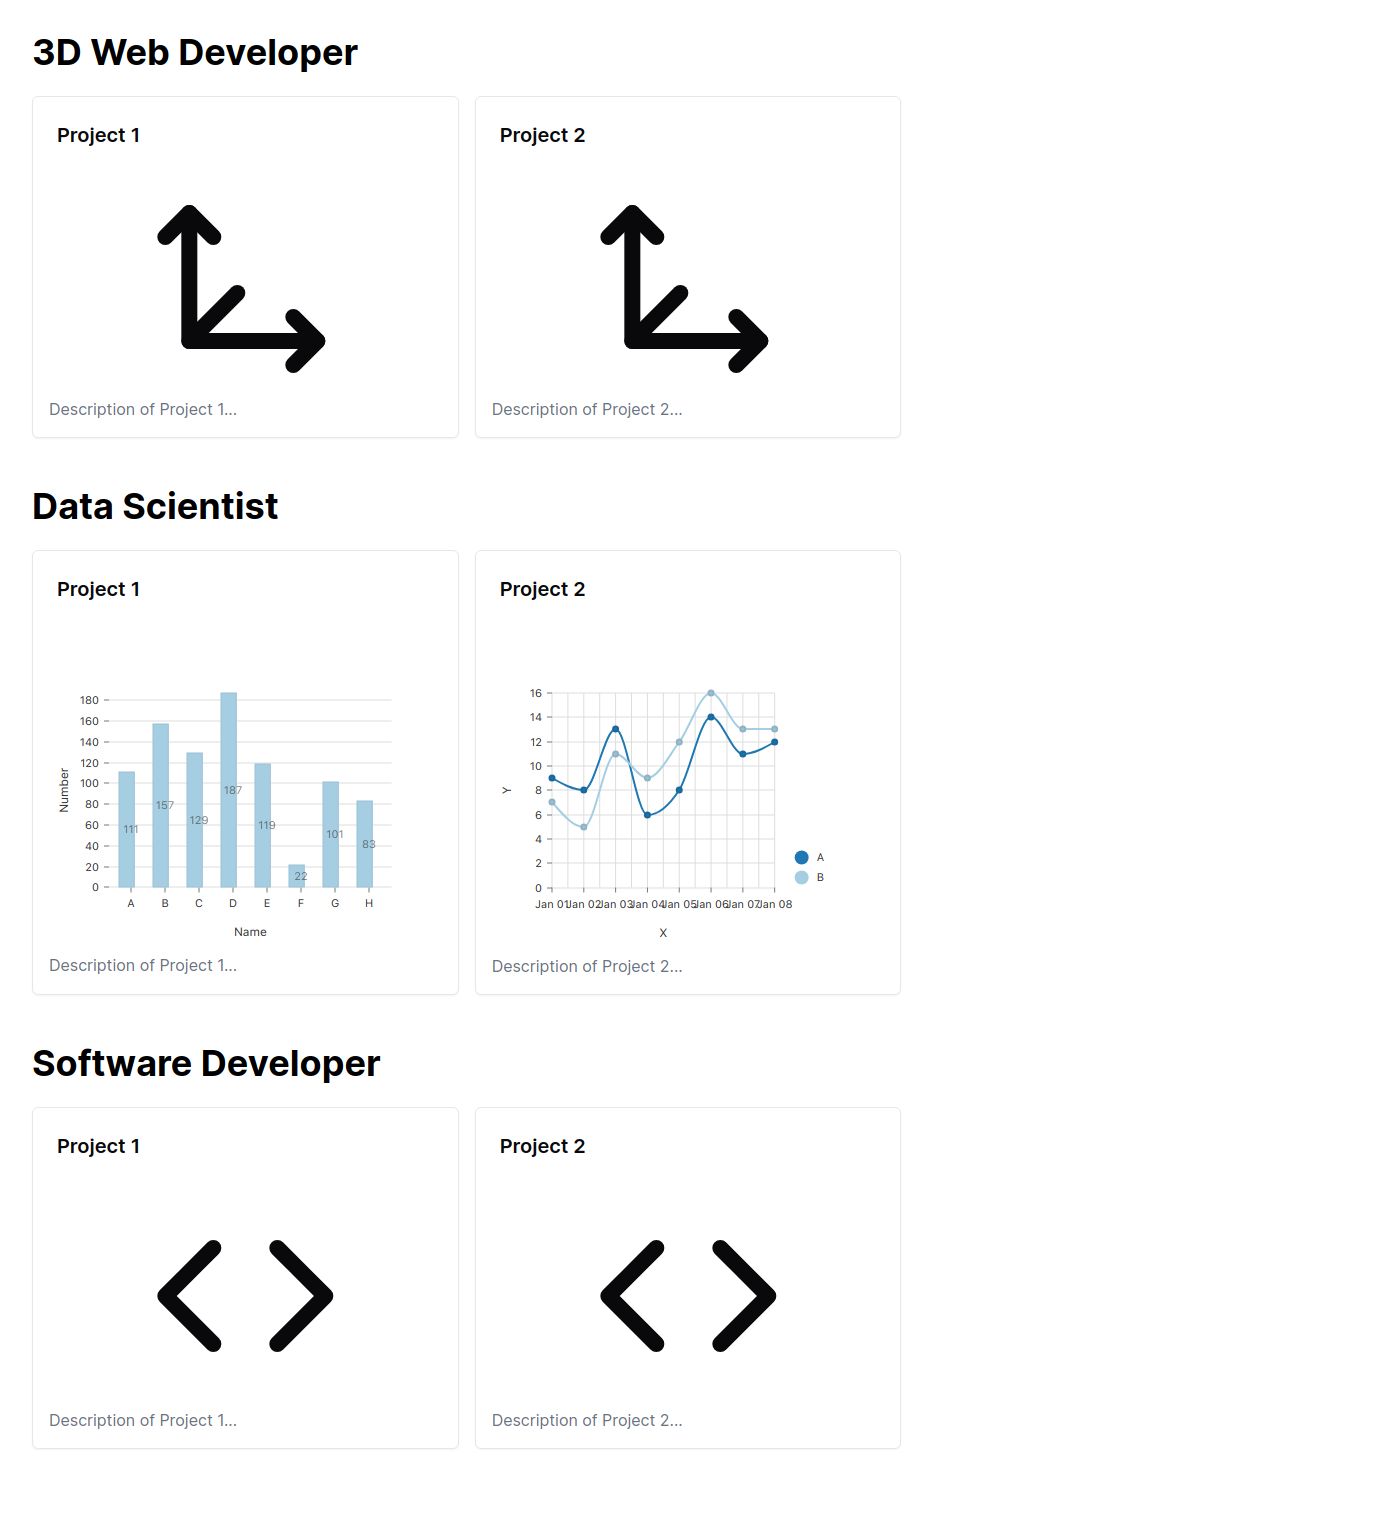 3D Web Developer
Project 1
Project 2
Description of Project 1...
Description of Project 2...
Data Scientist
Project 1
180
160
140
120
100
80
60
40
20
0
Number
111
157
129
187
119
22
101
83
A B C D E F G H
Name
Description of Project 1...
Project 2
16
14
12
10
8
6
4
2
0
Y
A
B
Jan 01 Jan 02 Jan 03 Jan 04 Jan 05 Jan 06 Jan 07 Jan 08
X
Description of Project 2...
Software Developer
Project 1
Project 2
Description of Project 1...
Description of Project 2...